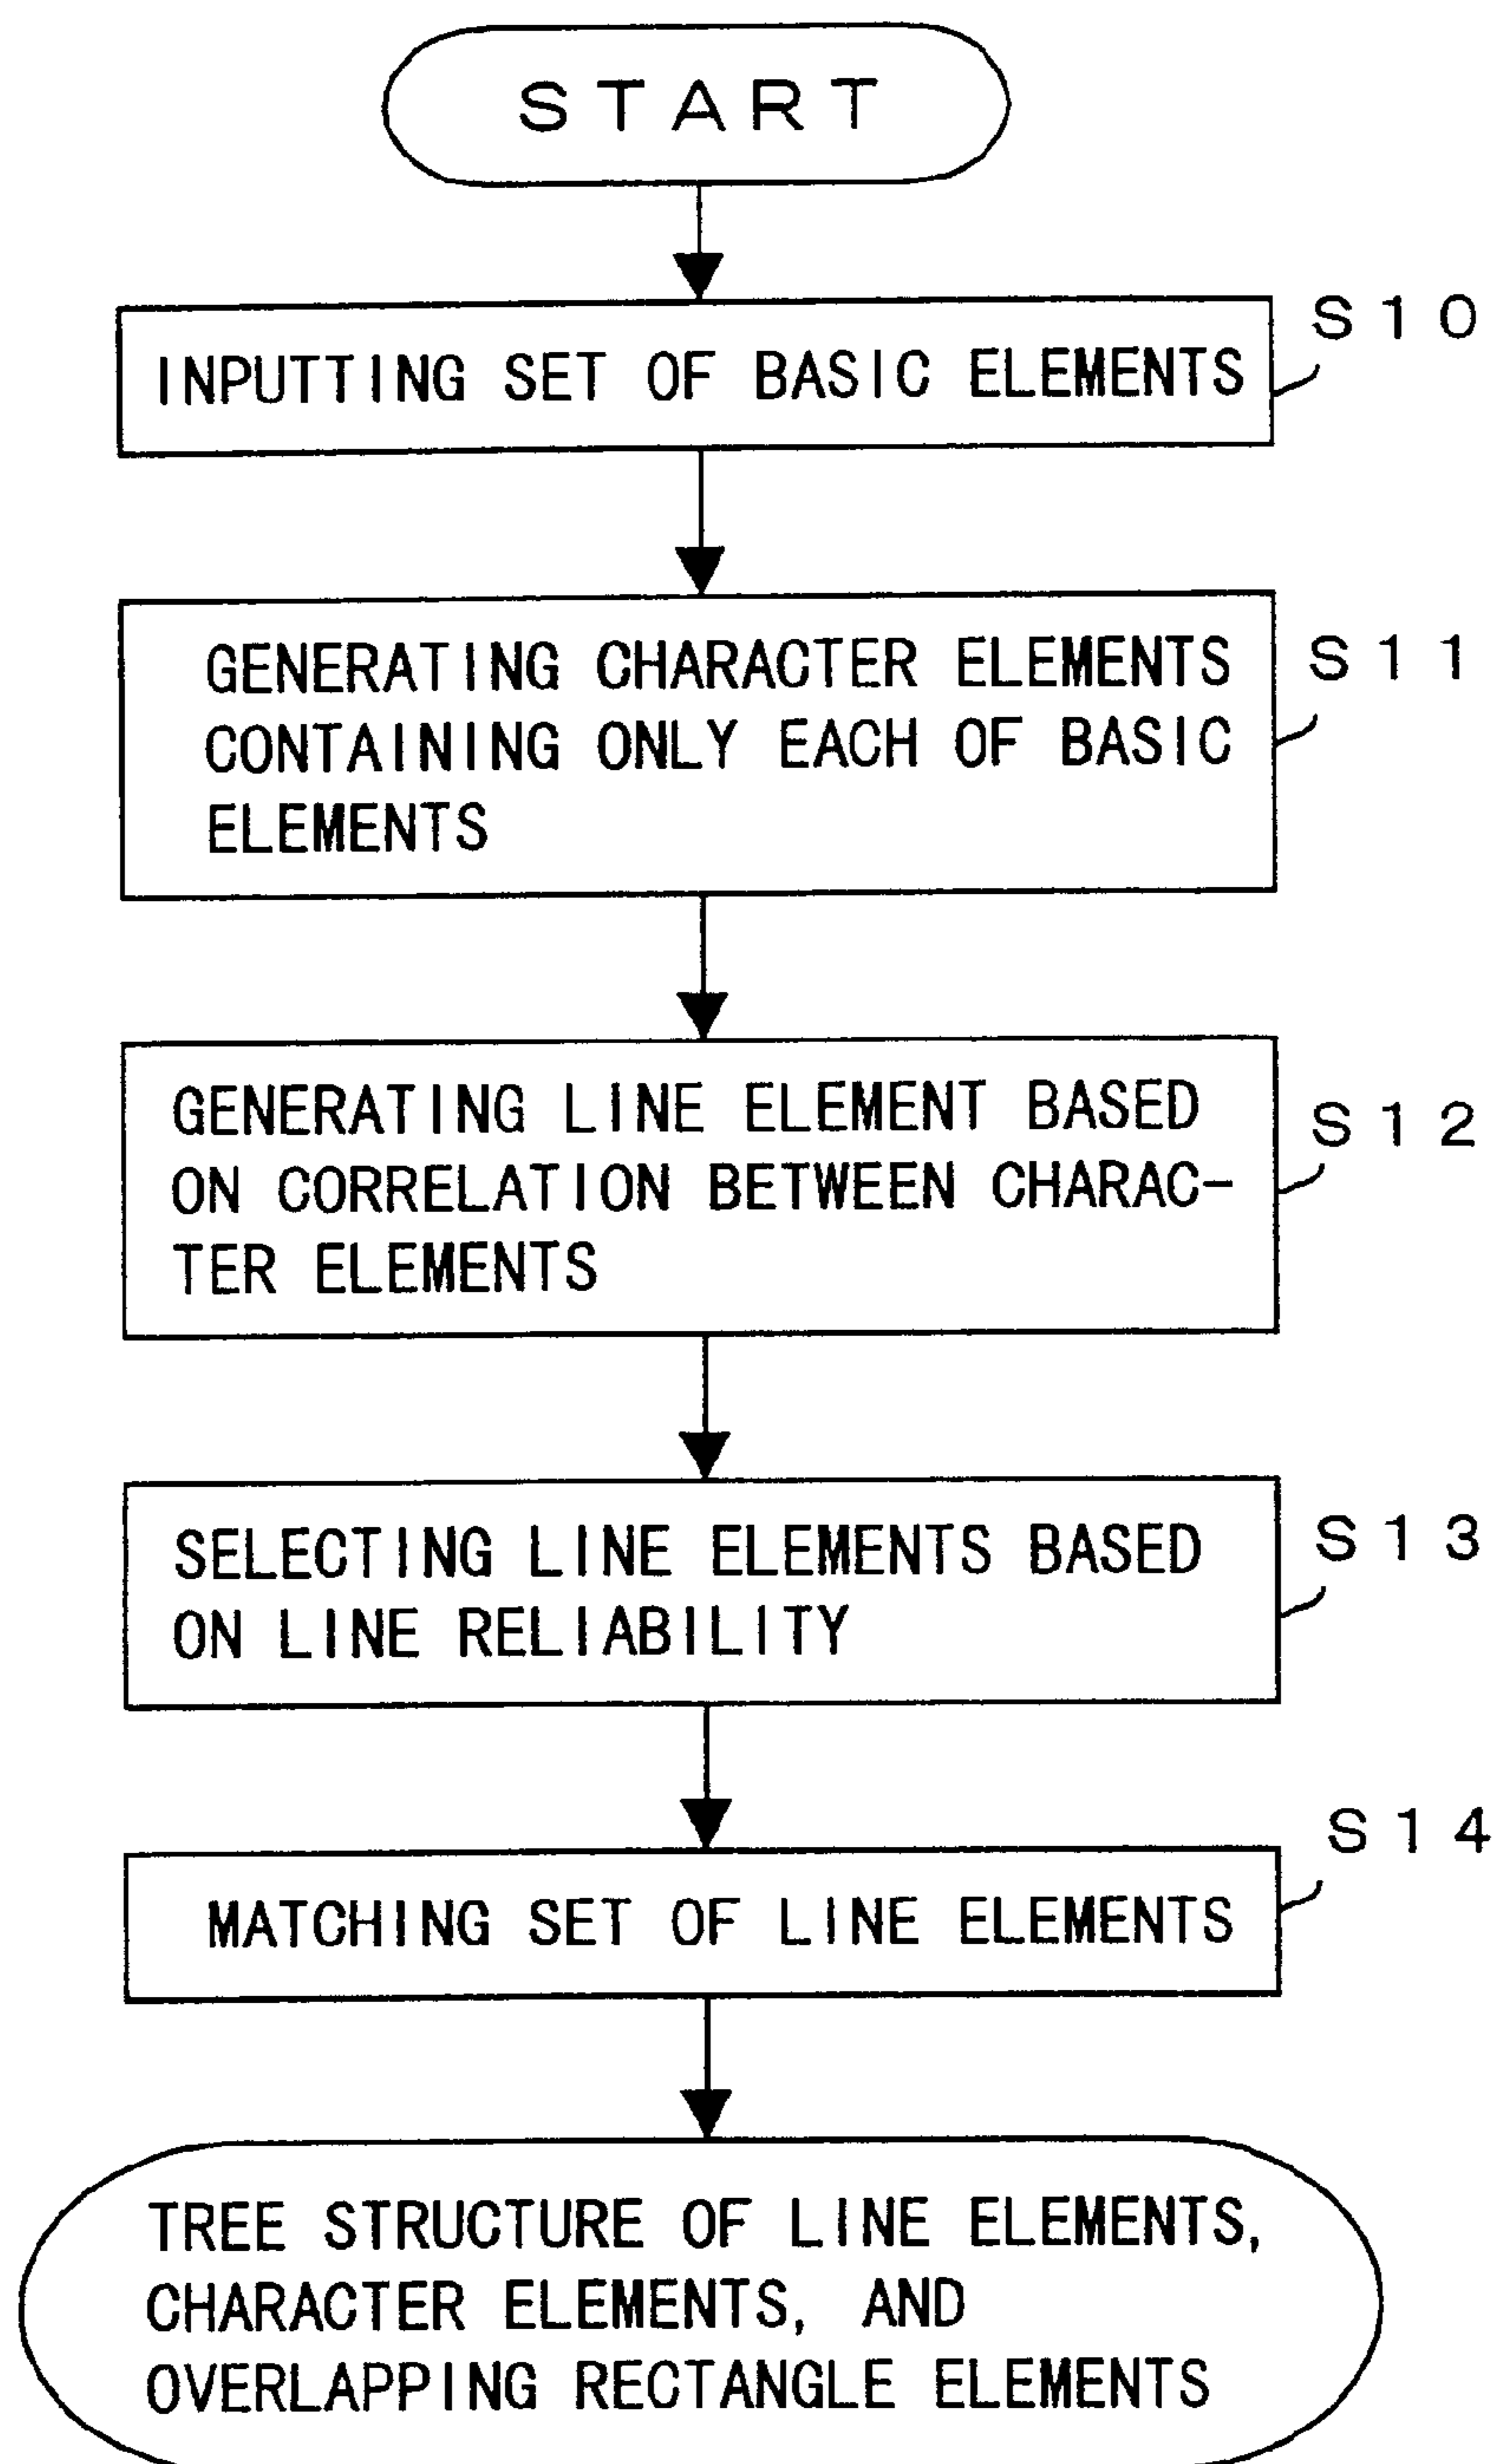 START
S10
INPUTTING SET OF BASIC ELEMENTS
S11
GENERATING CHARACTER ELEMENTS
CONTAINING ONLY EACH OF BASIC
ELEMENTS
S12
GENERATING LINE ELEMENT BASED
ON CORRELATION BETWEEN CHARAC-
TER ELEMENTS
S13
SELECTING LINE ELEMENTS BASED
ON LINE RELIABILITY
S14
MATCHING SET OF LINE ELEMENTS
TREE STRUCTURE OF LINE ELEMENTS,
CHARACTER ELEMENTS, AND
OVERLAPPING RECTANGLE ELEMENTS